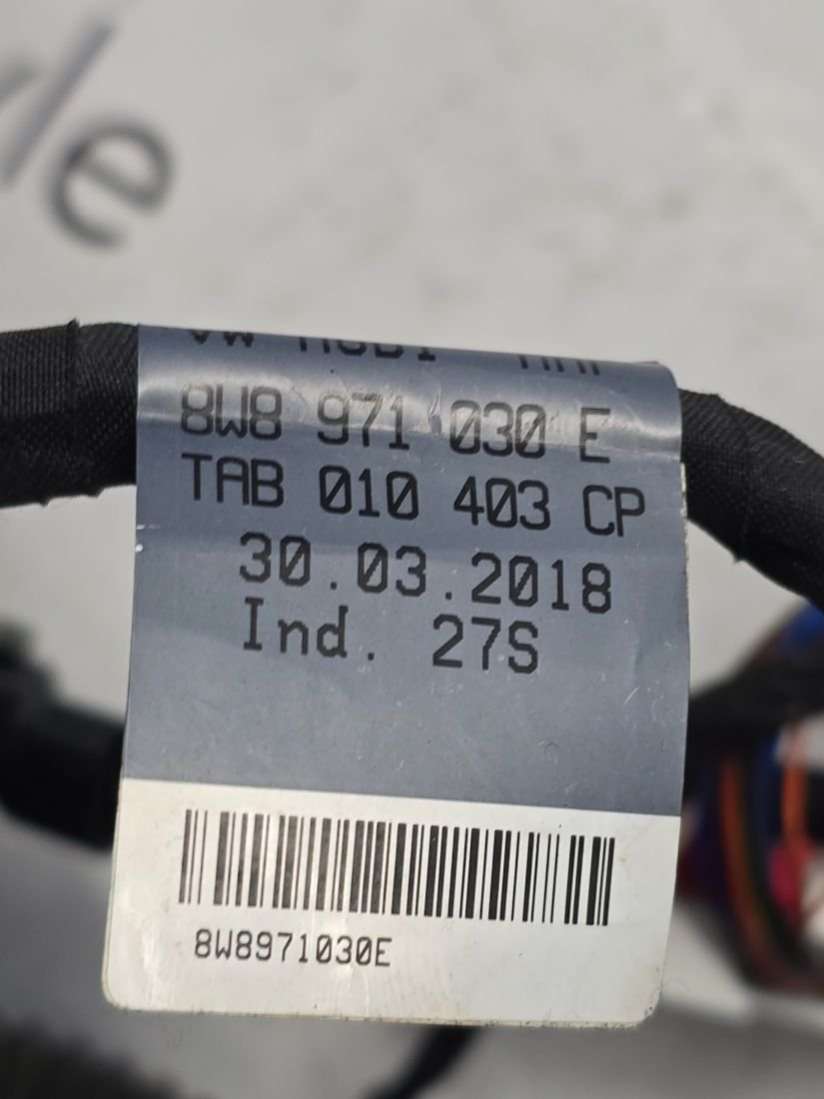 8W8 971 030 E
TAB 010 403 CP
30.03.2018
Ind. 27S
8W8971030E